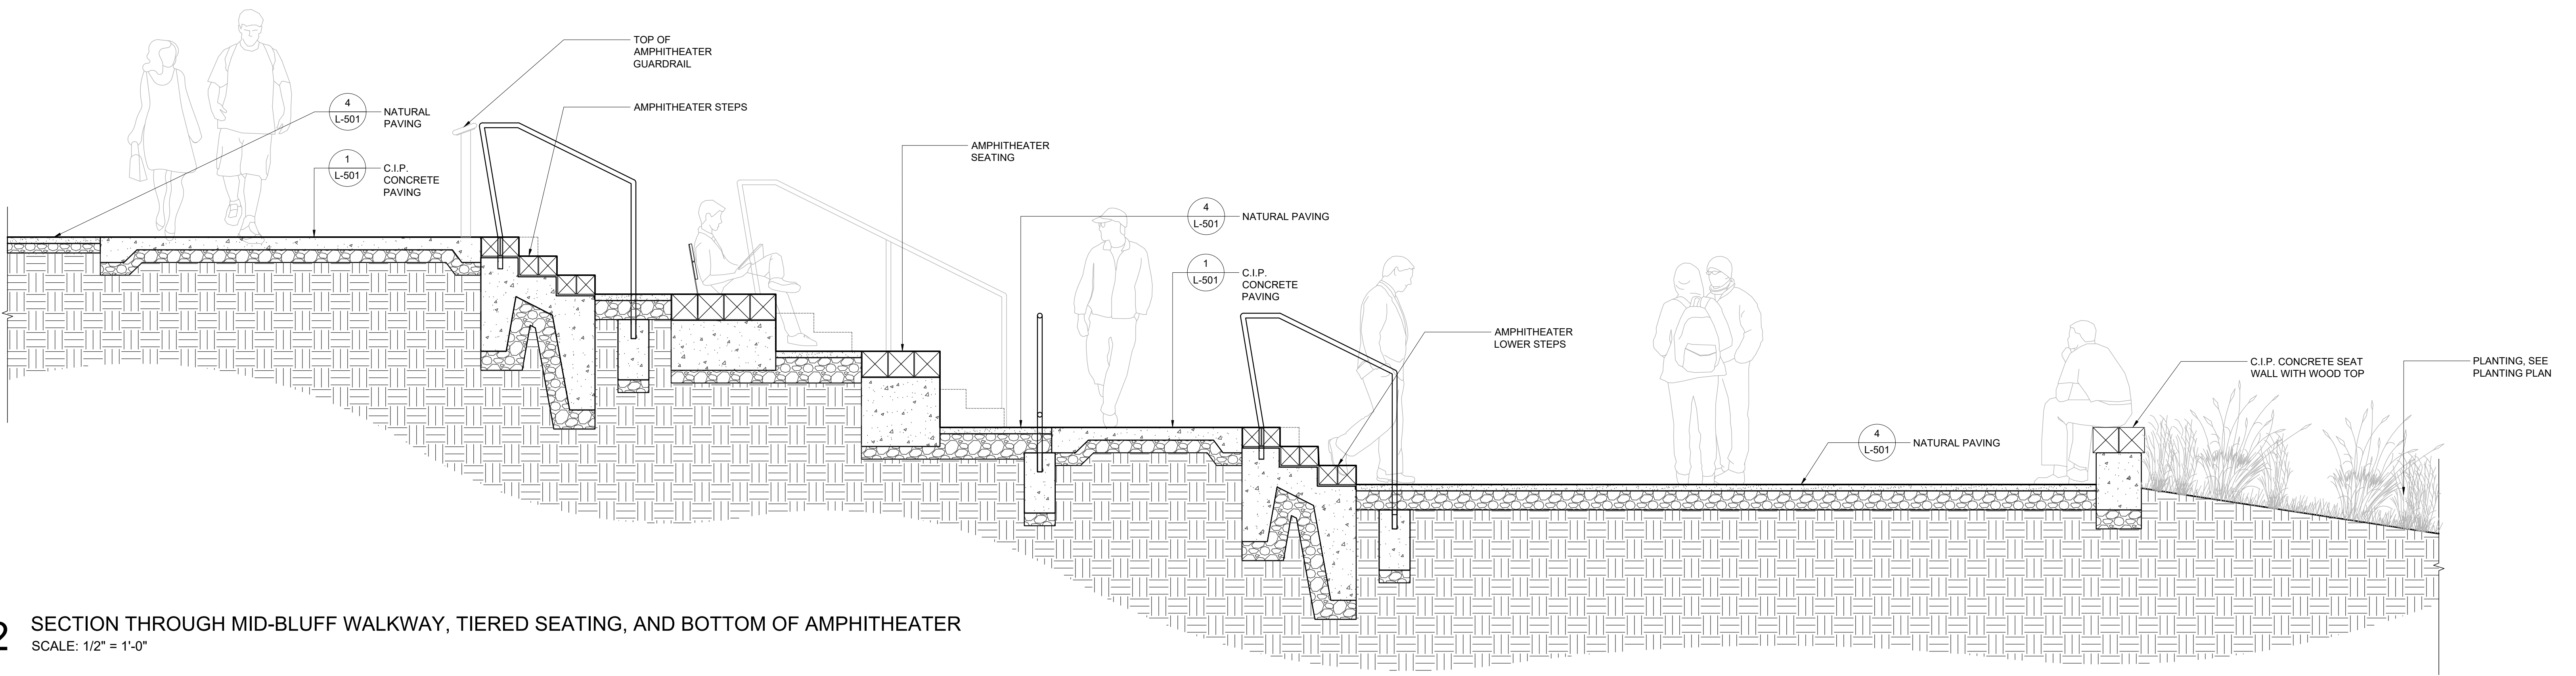 TOP OF
AMPHITHEATER
GUARDRAIL
4
L-501
NATURAL
PAVING
AMPHITHEATER STEPS
1
L-501
C.I.P.
CONCRETE
PAVING
AMPHITHEATER
SEATING
4
L-501
NATURAL PAVING
1
L-501
C.I.P.
CONCRETE
PAVING
AMPHITHEATER
LOWER STEPS
4
L-501
NATURAL PAVING
C.I.P. CONCRETE SEAT
WALL WITH WOOD TOP
PLANTING, SEE
PLANTING PLAN
2
SECTION THROUGH MID-BLUFF WALKWAY, TIERED SEATING, AND BOTTOM OF AMPHITHEATER
SCALE: 1/2" = 1'-0"